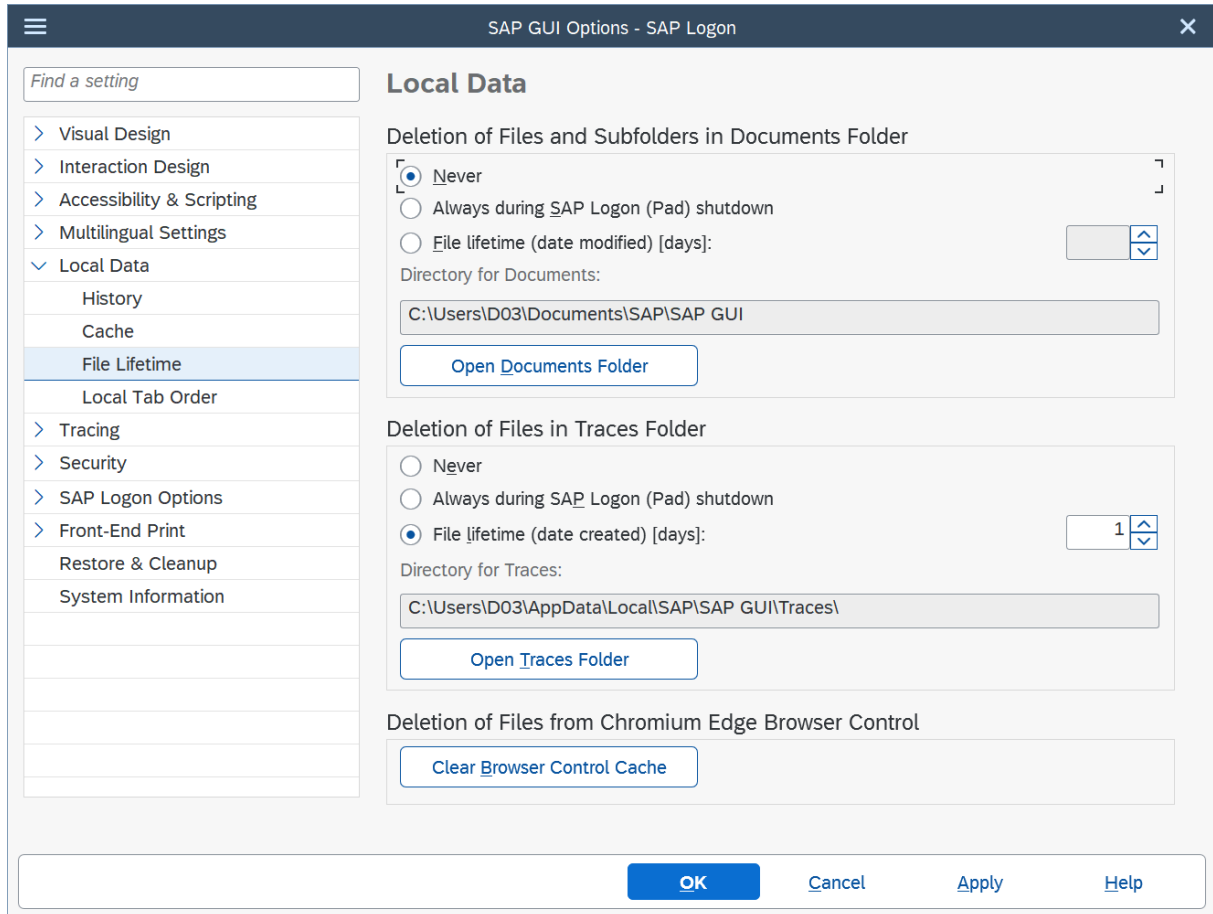 SAP GUI Options - SAP Logon
Find a setting
Visual Design
Interaction Design
Accessibility & Scripting
Multilingual Settings
Local Data
History
Cache
File Lifetime
Local Tab Order
Tracing
Security
SAP Logon Options
Front-End Print
Restore & Cleanup
System Information
Local Data
Deletion of Files and Subfolders in Documents Folder
Never
Always during SAP Logon (Pad) shutdown
File lifetime (date modified) [days]:
Directory for Documents:
C:\Users\D03\Documents\SAP\SAP GUI
Open Documents Folder
Deletion of Files in Traces Folder
Never
Always during SAP Logon (Pad) shutdown
File lifetime (date created) [days]: 1
Directory for Traces:
C:\Users\D03\AppData\Local\SAP\SAP GUI\Traces\
Open Traces Folder
Deletion of Files from Chromium Edge Browser Control
Clear Browser Control Cache
OK Cancel Apply Help